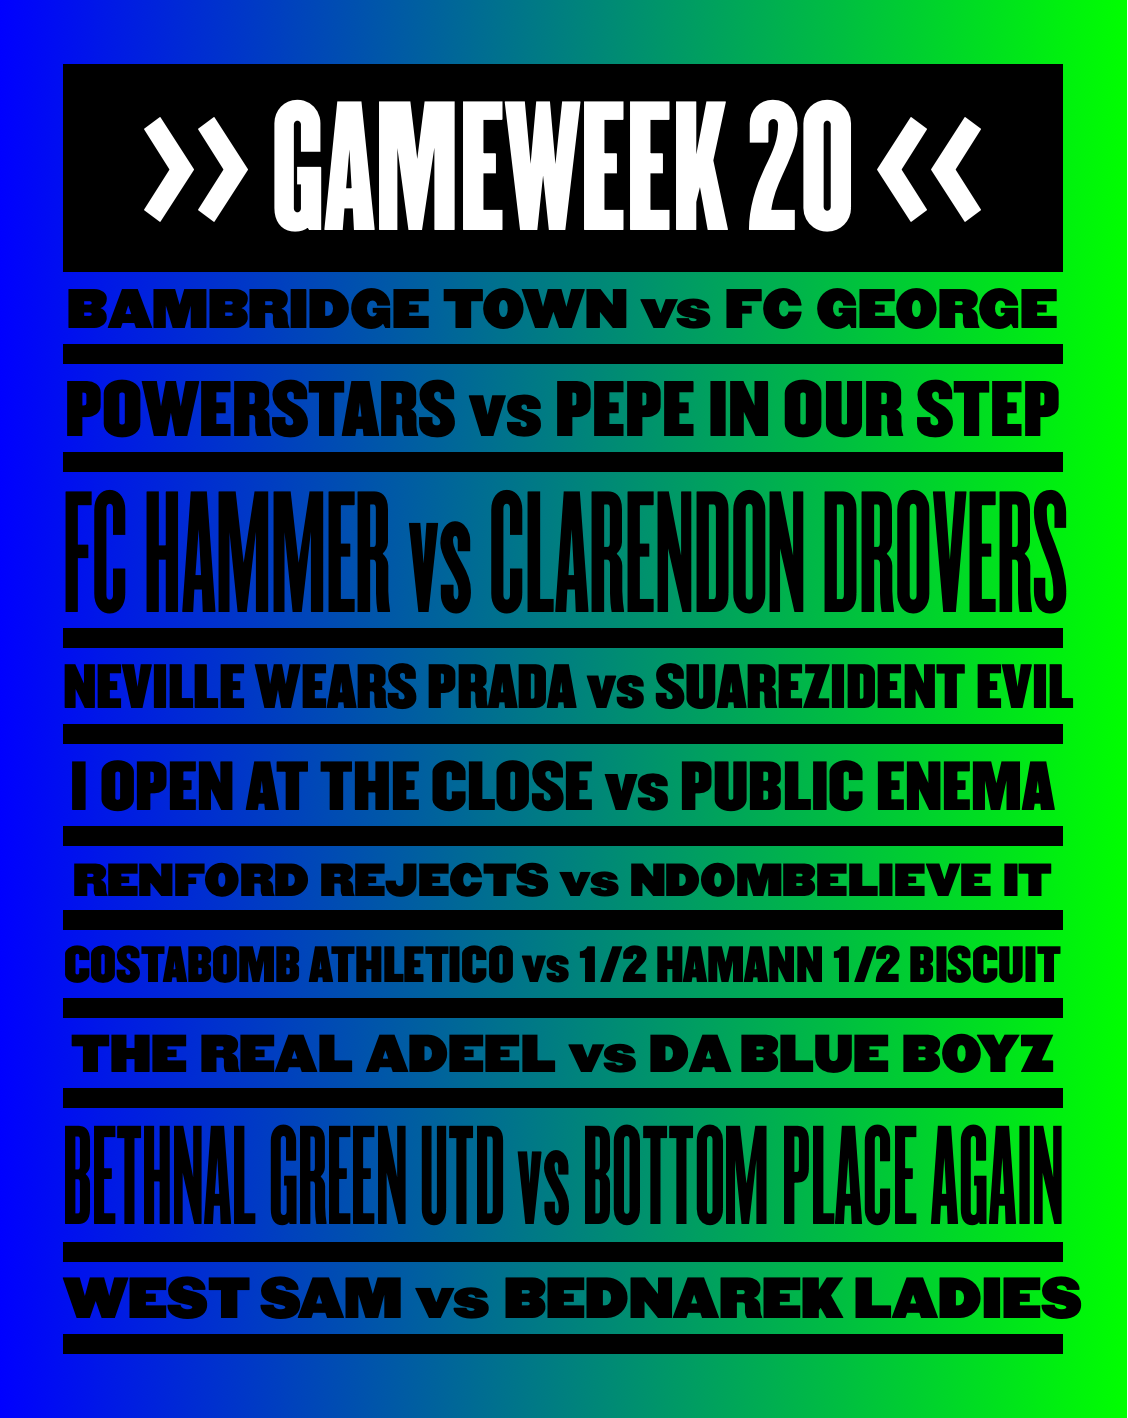 >> GAMEWEEK 20 <<
BAMBRIDGE TOWN vs FC GEORGE
POWERSTARS vs PEPE IN OUR STEP
FC HAMMER vs CLARENDON DROVERS
NEVILLE WEARS PRADA vs SUAREZIDENT EVIL
I OPEN AT THE CLOSE vs PUBLIC ENEMA
RENFORD REJECTS vs NDOMBELIEVE IT
COSTABOMB ATHLETICO vs 1/2 HAMANN 1/2 BISCUIT
THE REAL ADEEL vs DA BLUE BOYZ
BETHNAL GREEN UTD vs BOTTOM PLACE AGAIN
WEST SAM vs BEDNAREK LADIES